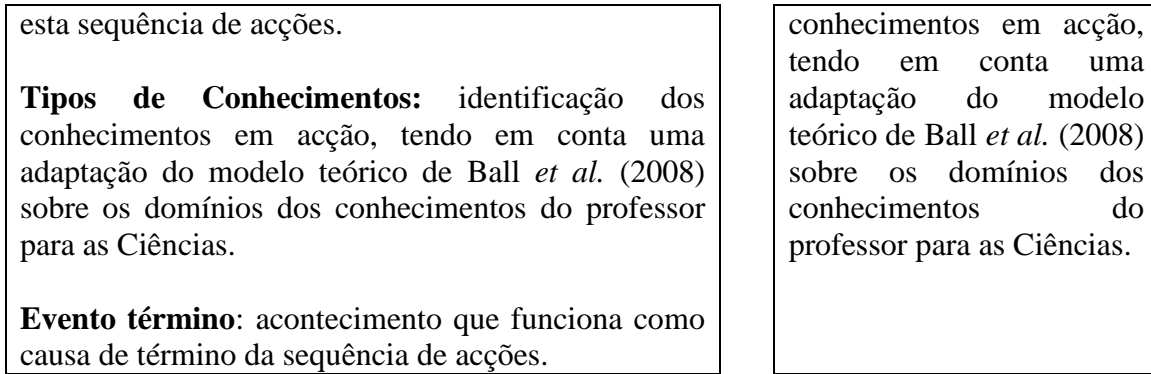 esta sequência de acções.
Tipos de Conhecimentos: identificação dos
conhecimentos em acção, tendo em conta uma
adaptação do modelo teórico de Ball et al. (2008)
sobre os domínios dos conhecimentos do professor
para as Ciências.
Evento término: acontecimento que funciona como
causa de término da sequência de acções.
conhecimentos em acção,
tendo em conta uma
adaptação do modelo
teórico de Ball et al. (2008)
sobre os domínios dos
conhecimentos do
professor para as Ciências.